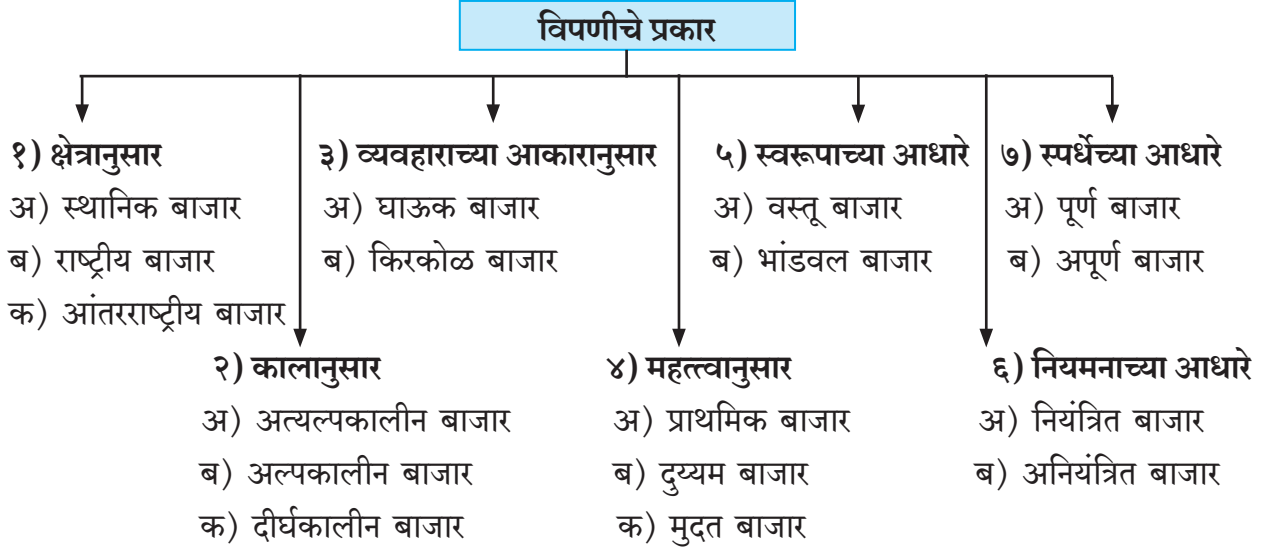 विपणीचे प्रकार
१) क्षेत्रानुसार
अ) स्थानिक बाजार
ब) राष्ट्रीय बाजार
क) आंतरराष्ट्रीय बाजार
२) कालानुसार
अ) अत्यल्पकालीन बाजार
ब) अल्पकालीन बाजार
क) दीर्घकालीन बाजार
३) व्यवहाराच्या आकारानुसार
अ) घाऊक बाजार
ब) किरकोळ बाजार
४) महत्त्वानुसार
अ) प्राथमिक बाजार
ब) दुय्यम बाजार
क) मुदत बाजार
५) स्वरूपाच्या आधारे
अ) वस्तू बाजार
ब) भांडवल बाजार
६) नियमनाच्या आधारे
अ) नियंत्रित बाजार
ब) अनियंत्रित बाजार
७) स्पर्धेच्या आधारे
अ) पूर्ण बाजार
ब) अपूर्ण बाजार